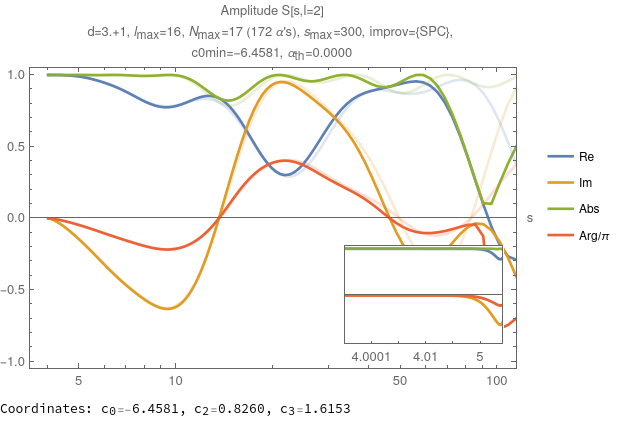 Amplitude S[s,l=2]
d=3.+1, lmax=16, Nmax=17 (172 α's), smax=300, improv={SPC},
c0min=-6.4581, αth=0.0000
1.0
0.5
0.0
-0.5
-1.0
s
Re
Im
Abs
Arg/π
4.0001 4.01 5
5 10 50 100
Coordinates: c0=-6.4581, c2=0.8260, c3=1.6153